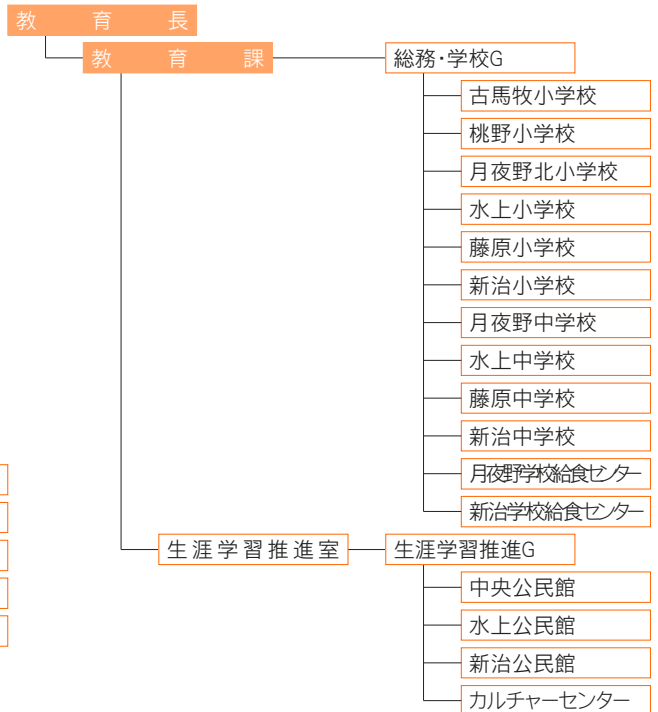 教育長
教育課
総務・学校G
古馬牧小学校
桃野小学校
月夜野北小学校
水上小学校
藤原小学校
新治小学校
月夜野中学校
水上中学校
藤原中学校
新治中学校
月夜野学校給食センター
新治学校給食センター
生涯学習推進室
生涯学習推進G
中央公民館
水上公民館
新治公民館
カルチャーセンター